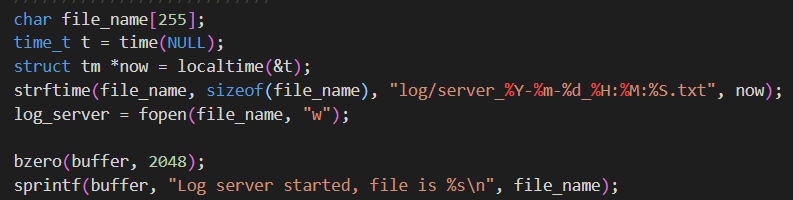 char file_name[255];
time_t t = time(NULL);
struct tm *now = localtime(&t);
strftime(file_name, sizeof(file_name), "log/server_%Y-%m-%d_%H:%M:%S.txt", now);
log_server = fopen(file_name, "w");
bzero(buffer, 2048);
sprintf(buffer, "Log server started, file is %s\n", file_name);